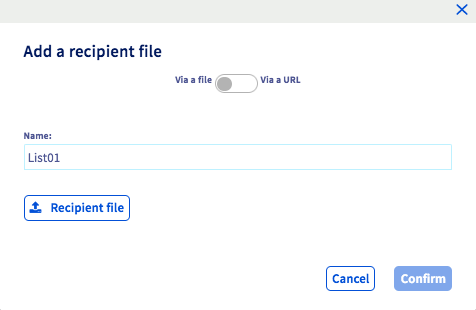 Add a recipient file
Via a file Via a URL
Name:
List01
Recipient file
Cancel Confirm